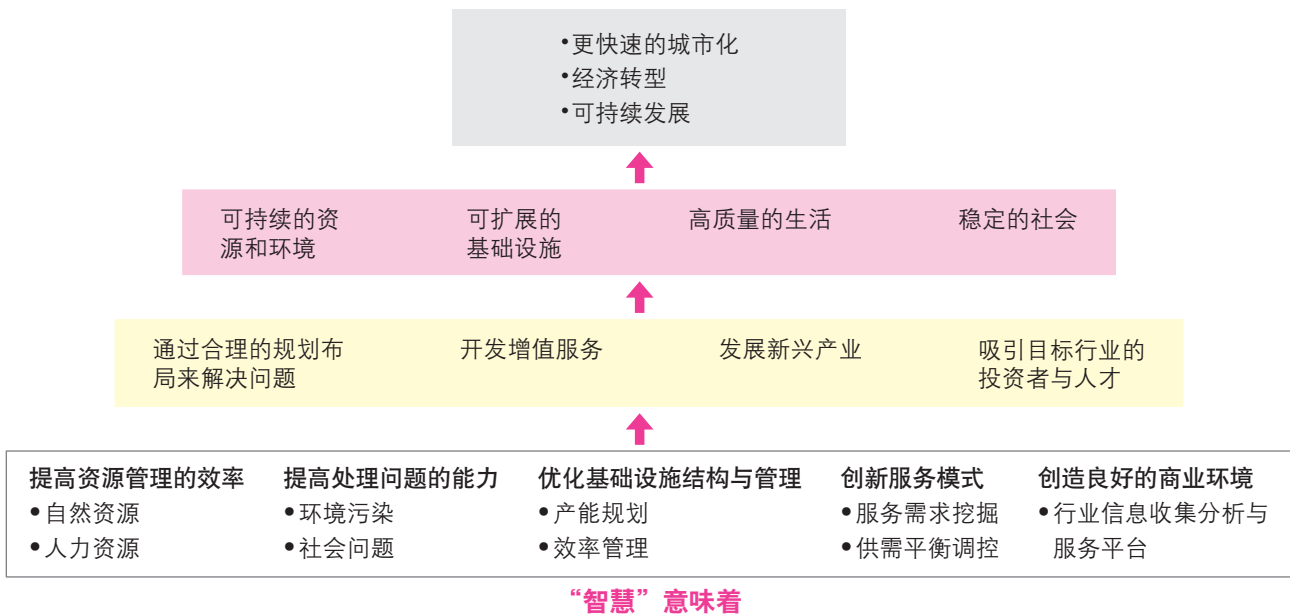 •更快速的城市化
•经济转型
•可持续发展
可持续的资
源和环境
可扩展的
基础设施
高质量的生活
稳定的社会
通过合理的规划布
局来解决问题
开发增值服务
发展新兴产业
吸引目标行业的
投资者与人才
提高资源管理的效率
•自然资源
•人力资源
提高处理问题的能力
•环境污染
•社会问题
优化基础设施结构与管理
•产能规划
•效率管理
创新服务模式
•服务需求挖掘
•供需平衡调控
创造良好的商业环境
•行业信息收集分析与
服务平台
“智慧”意味着